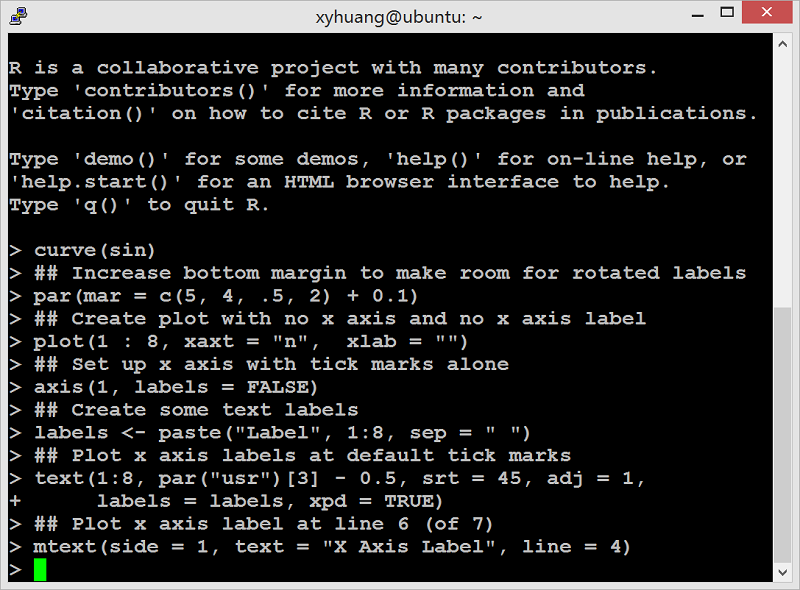 xyhuang@ubuntu: ~
R is a collaborative project with many contributors.
Type 'contributors()' for more information and
'citation()' on how to cite R or R packages in publications.
Type 'demo()' for some demos, 'help()' for on-line help, or
'help.start()' for an HTML browser interface to help.
Type 'q()' to quit R.
> curve(sin)
> ## Increase bottom margin to make room for rotated labels
> par(mar = c(5, 4, .5, 2) + 0.1)
> ## Create plot with no x axis and no x axis label
> plot(1 : 8, xaxt = "n",  xlab = "")
> ## Set up x axis with tick marks alone
> axis(1, labels = FALSE)
> ## Create some text labels
> labels <- paste("Label", 1:8, sep = " ")
> ## Plot x axis labels at default tick marks
> text(1:8, par("usr")[3] - 0.5, srt = 45, adj = 1,
+      labels = labels, xpd = TRUE)
> ## Plot x axis label at line 6 (of 7)
> mtext(side = 1, text = "X Axis Label", line = 4)
>